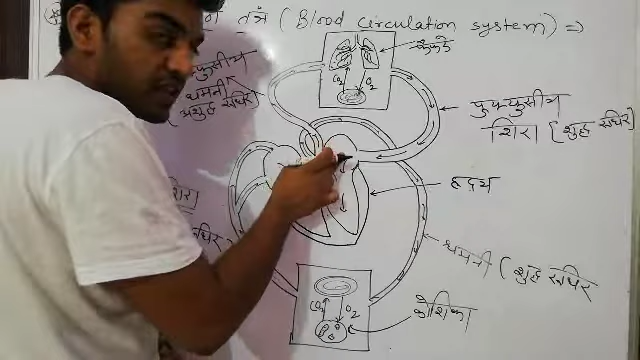 तंत्र (Blood circulation system) =>
फेफड़े
O2
फुफ्फुसीय
धमनी
(अशुद्ध रुधिर)
फुफ्फुसीय
शिरा (शुद्ध रुधिर)
हृदय
शिरा
रुधिर)
धमनी (शुद्ध रुधिर
O2
कोशिका